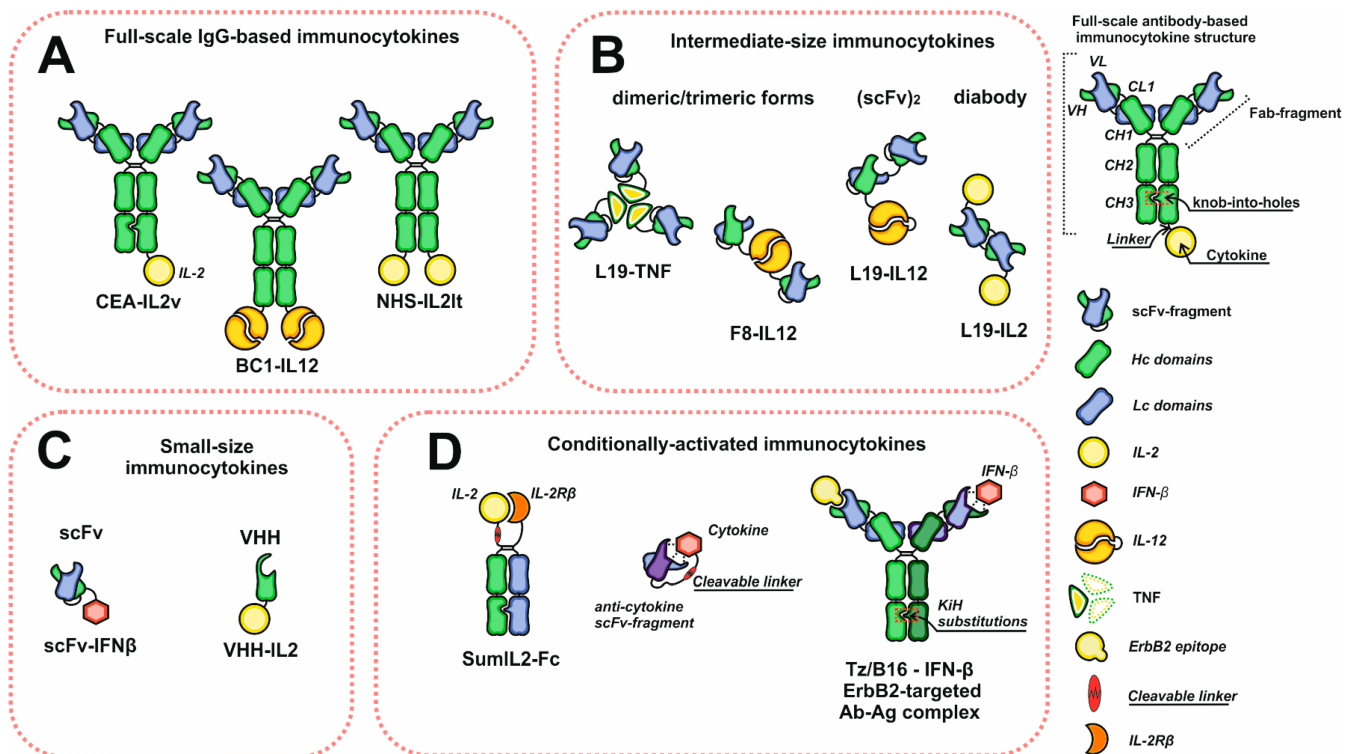 A
Full-scale IgG-based immunocytokines
IL-2
CEA-IL2v
BC1-IL12
NHS-IL2lt
B
Intermediate-size immunocytokines
dimeric/trimeric forms
(scFv)2
diabody
L19-TNF
F8-IL12
L19-IL12
L19-IL2
Full-scale antibody-based
immunocytokine structure
VL
VH
CL1
CH1
CH2
CH3
Fab-fragment
knob-into-holes
Linker
Cytokine
scFv-fragment
Hc domains
Lc domains
IL-2
IFN-β
IL-12
TNF
ErbB2 epitope
Cleavable linker
IL-2Rβ
C
Small-size
immunocytokines
scFv
VHH
scFv-IFNβ
VHH-IL2
D
Conditionally-activated immunocytokines
IL-2
IL-2Rβ
SumIL2-Fc
Cytokine
Cleavable linker
anti-cytokine
scFv-fragment
IFN-β
KiH
substitutions
Tz/B16 - IFN-β
ErbB2-targeted
Ab-Ag complex